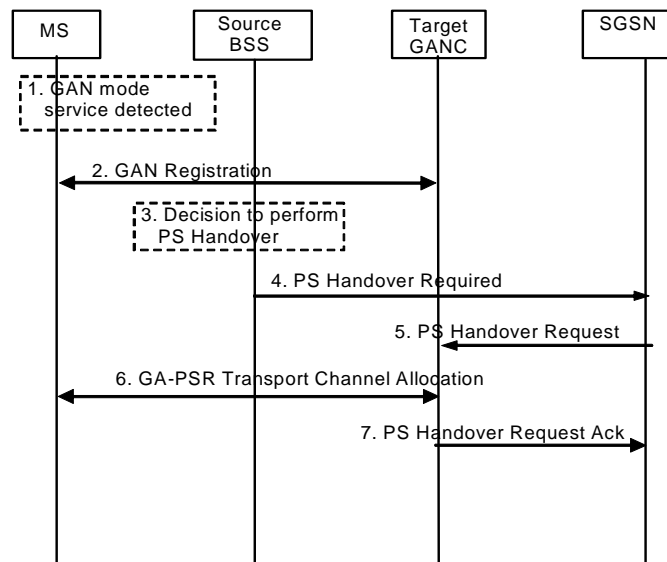 MS
Source
BSS
Target
GANC
SGSN
1. GAN mode
service detected
2. GAN Registration
3. Decision to perform
PS Handover
4. PS Handover Required
5. PS Handover Request
6. GA-PSR Transport Channel Allocation
7. PS Handover Request Ack